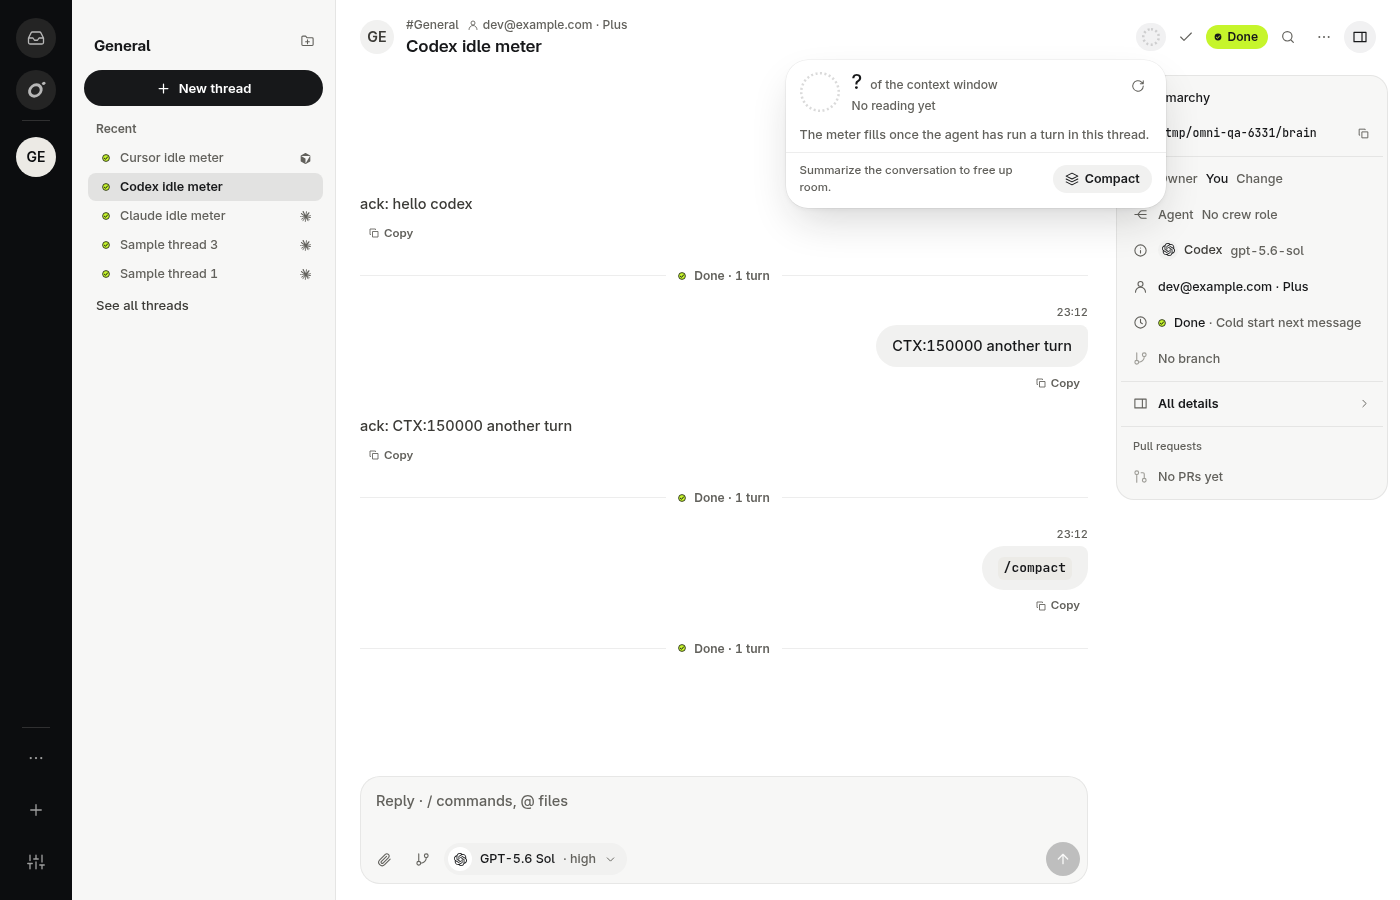 GE
General
New thread
Recent
Cursor idle meter
Codex idle meter
Claude idle meter
Sample thread 3
Sample thread 1
See all threads
GE
#General dev@example.com · Plus
Codex idle meter
Done
? of the context window
No reading yet
The meter fills once the agent has run a turn in this thread.
Summarize the conversation to free up
room.
Compact
ack: hello codex
Copy
Done · 1 turn
23:12
CTX:150000 another turn
Copy
ack: CTX:150000 another turn
Copy
Done · 1 turn
23:12
/compact
Copy
Done · 1 turn
Reply · / commands, @ files
GPT-5.6 Sol · high
marchy
tmp/omni-qa-6331/brain
wner You Change
Agent No crew role
Codex gpt-5.6-sol
dev@example.com · Plus
Done · Cold start next message
No branch
All details
Pull requests
No PRs yet